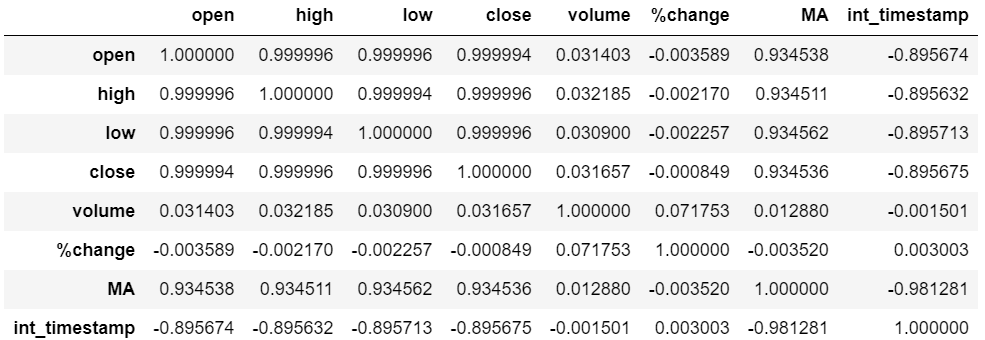 open high low close volume %change MA int_timestamp
open 1.000000 0.999996 0.999996 0.999994 0.031403 -0.003589 0.934538 -0.895674
high 0.999996 1.000000 0.999994 0.999996 0.032185 -0.002170 0.934511 -0.895632
low 0.999996 0.999994 1.000000 0.999996 0.030900 -0.002257 0.934562 -0.895713
close 0.999994 0.999996 0.999996 1.000000 0.031657 -0.000849 0.934536 -0.895675
volume 0.031403 0.032185 0.030900 0.031657 1.000000 0.071753 0.012880 -0.001501
%change -0.003589 -0.002170 -0.002257 -0.000849 0.071753 1.000000 -0.003520 0.003003
MA 0.934538 0.934511 0.934562 0.934536 0.012880 -0.003520 1.000000 -0.981281
int_timestamp -0.895674 -0.895632 -0.895713 -0.895675 -0.001501 0.003003 -0.981281 1.000000